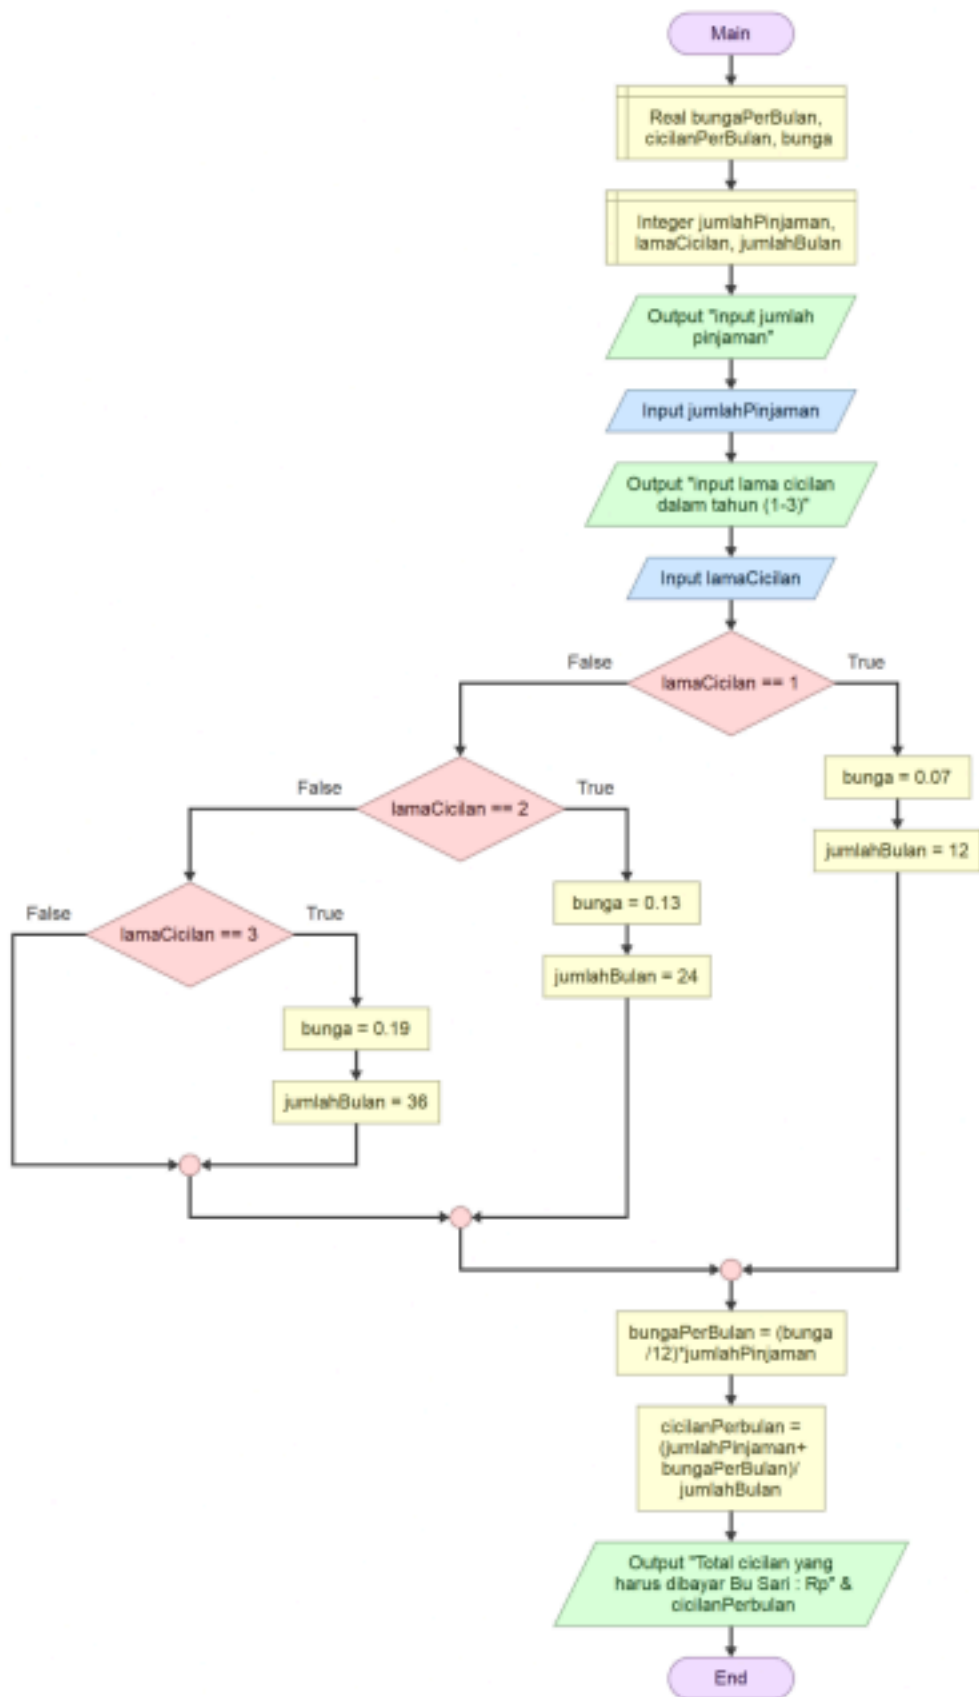 Main
Real bungaPerBulan,
cicilanPerBulan, bunga
Integer jumlahPinjaman,
lamaCicilan, jumlahBulan
Output "input jumlah
pinjaman"
Input jumlahPinjaman
Output "input lama cicilan
dalam tahun (1-3)"
Input lamaCicilan
False
True
lamaCicilan == 1
bunga = 0.07
jumlahBulan = 12
False
True
lamaCicilan == 2
bunga = 0.13
jumlahBulan = 24
False
True
lamaCicilan == 3
bunga = 0.19
jumlahBulan = 36
bungaPerBulan = (bunga
/12)*jumlahPinjaman
cicilanPerbulan =
(jumlahPinjaman+
bungaPerBulan)/
jumlahBulan
Output "Total cicilan yang
harus dibayar Bu Sari : Rp" &
cicilanPerbulan
End